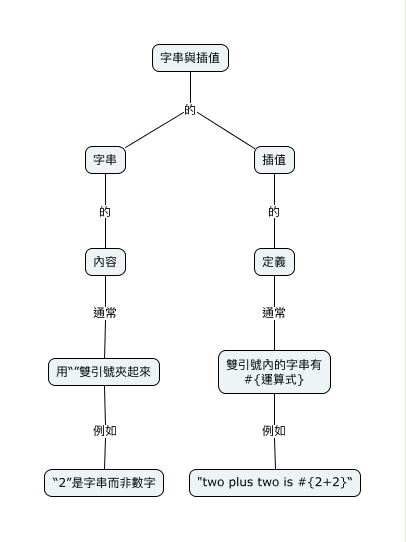 字串與插值
的
字串
插值
的
的
內容
定義
通常
通常
用“”雙引號夾起來
雙引號內的字串有
#{運算式}
例如
例如
“2”是字串而非數字
"two plus two is #{2+2}“